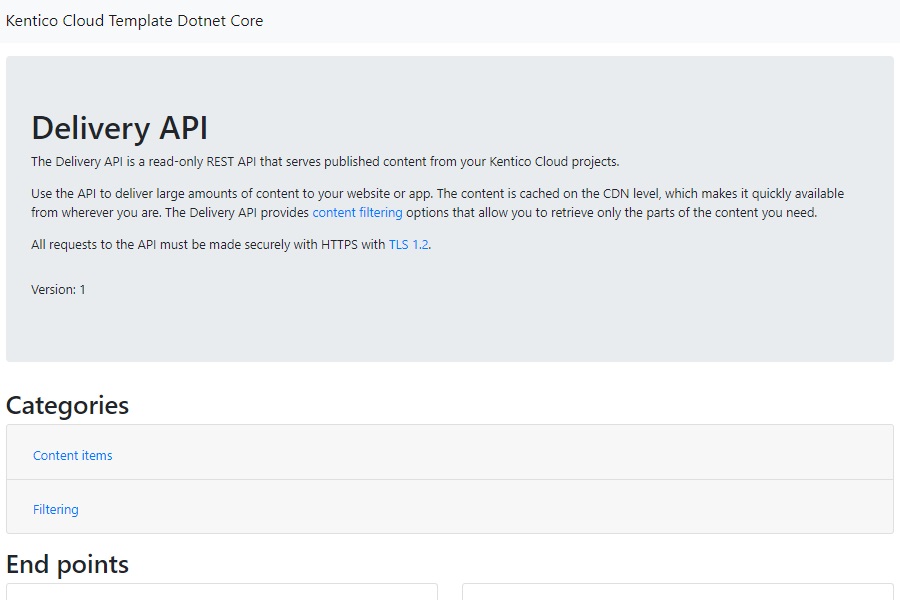 Kentico Cloud Template Dotnet Core
Delivery API
The Delivery API is a read-only REST API that serves published content from your Kentico Cloud projects.
Use the API to deliver large amounts of content to your website or app. The content is cached on the CDN level, which makes it quickly available
from wherever you are. The Delivery API provides content filtering options that allow you to retrieve only the parts of the content you need.
All requests to the API must be made securely with HTTPS with TLS 1.2.
Version: 1
Categories
Content items
Filtering
End points